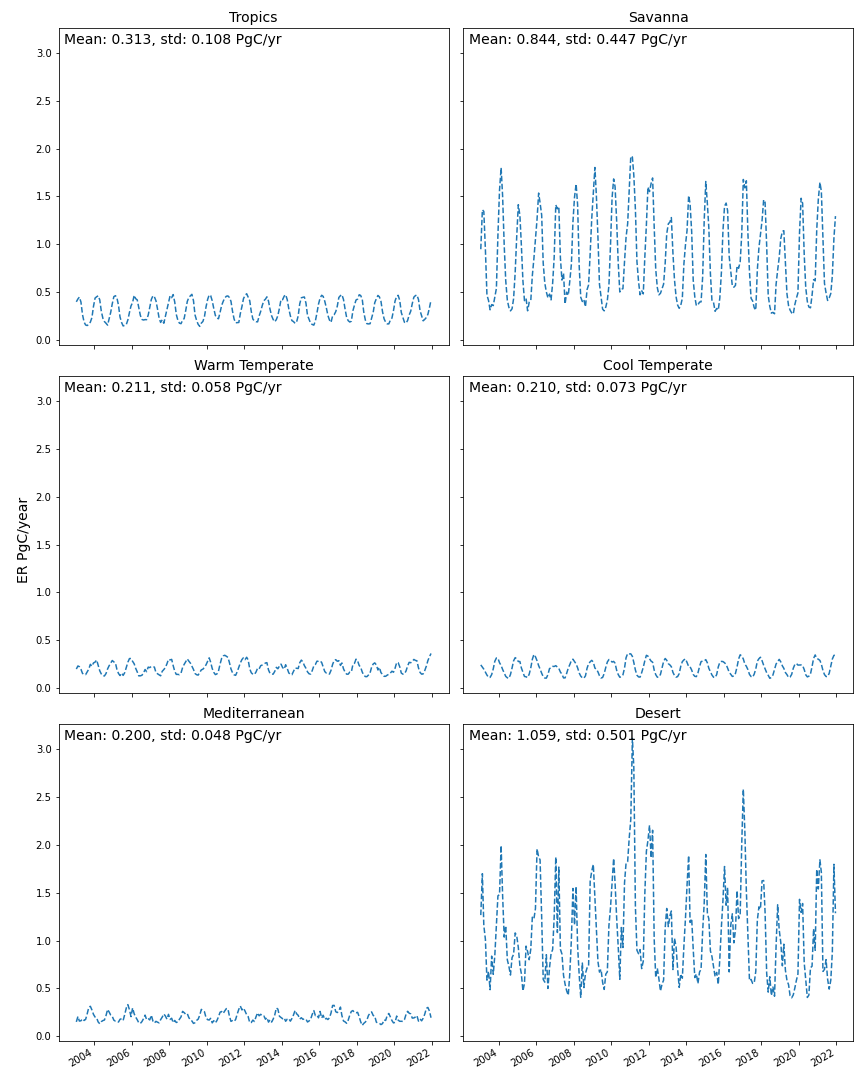 Tropics
Mean: 0.313, std: 0.108 PgC/yr
3.0
2.5
2.0
1.5
1.0
0.5
0.0
Savanna
Mean: 0.844, std: 0.447 PgC/yr
Warm Temperate
Mean: 0.211, std: 0.058 PgC/yr
3.0
2.5
2.0
1.5
1.0
0.5
0.0
Cool Temperate
Mean: 0.210, std: 0.073 PgC/yr
ER PgC/year
Mediterranean
Mean: 0.200, std: 0.048 PgC/yr
3.0
2.5
2.0
1.5
1.0
0.5
0.0
2004 2006 2008 2010 2012 2014 2016 2018 2020 2022
Desert
Mean: 1.059, std: 0.501 PgC/yr
2004 2006 2008 2010 2012 2014 2016 2018 2020 2022